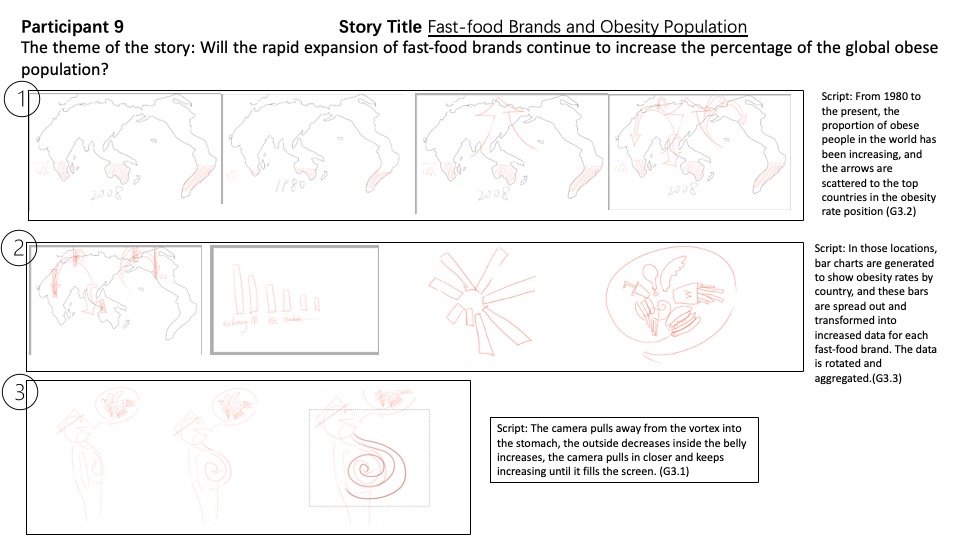 Participant 9 Story Title Fast-food Brands and Obesity Population
The theme of the story: Will the rapid expansion of fast-food brands continue to increase the percentage of the global obese
population?
1
2008
1980
2008
2008
Script: From 1980 to
the present, the
proportion of obese
people in the world has
been increasing, and
the arrows are
scattered to the top
countries in the obesity
rate position (G3.2)
2
Script: In those locations,
bar charts are generated
to show obesity rates by
country, and these bars
are spread out and
transformed into
increased data for each
fast-food brand. The data
is rotated and
aggregated.(G3.3)
3
Script: The camera pulls away from the vortex into
the stomach, the outside decreases inside the belly
increases, the camera pulls in closer and keeps
increasing until it fills the screen. (G3.1)